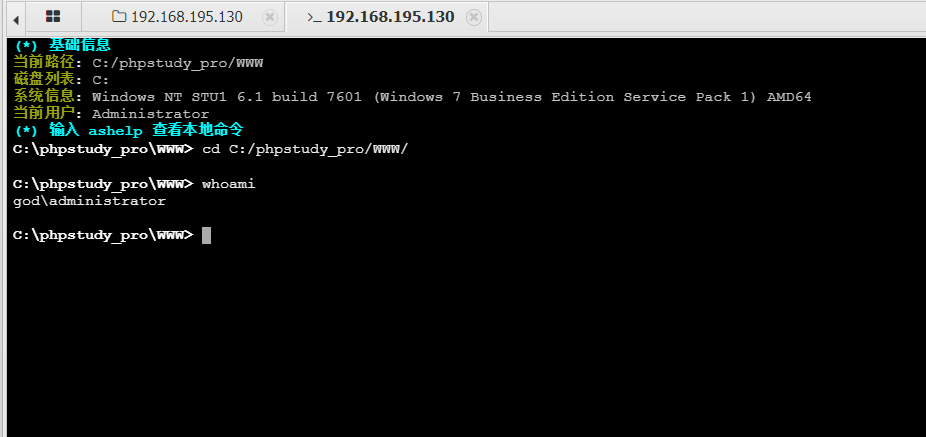 192.168.195.130
>_ 192.168.195.130
(*) 基础信息
当前路径: C:/phpstudy_pro/WWW
磁盘列表: C:
系统信息: Windows NT STU1 6.1 build 7601 (Windows 7 Business Edition Service Pack 1) AMD64
当前用户: Administrator
(*) 输入 ashelp 查看本地命令
C:\phpstudy_pro\WWW> cd C:/phpstudy_pro/WWW/
C:\phpstudy_pro\WWW> whoami
god\administrator
C:\phpstudy_pro\WWW>